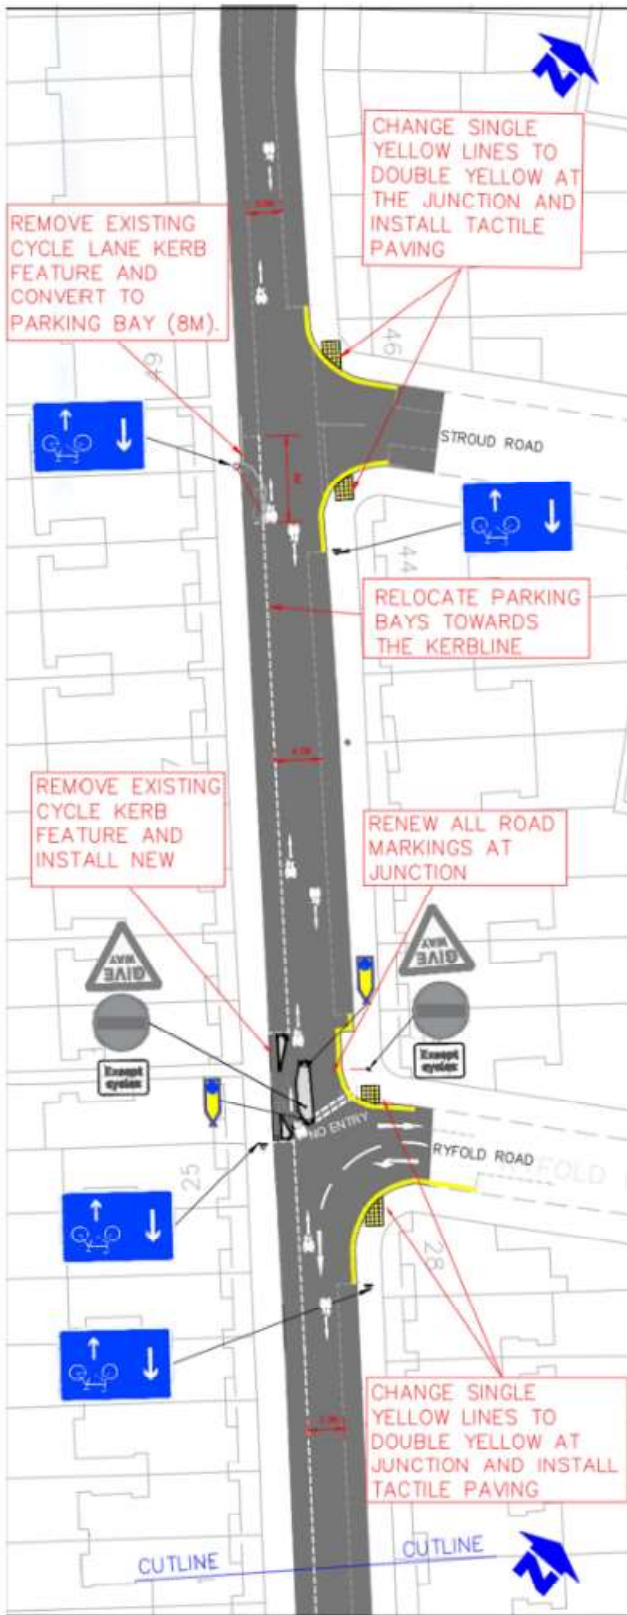 N
CHANGE SINGLE
YELLOW LINES TO
DOUBLE YELLOW AT
THE JUNCTION AND
INSTALL TACTILE
PAVING
REMOVE EXISTING
CYCLE LANE KERB
FEATURE AND
CONVERT TO
PARKING BAY (8M).
46
STROUD ROAD
44
RELOCATE PARKING
BAYS TOWARDS
THE KERBLINE
REMOVE EXISTING
CYCLE KERB
FEATURE AND
INSTALL NEW
RENEW ALL ROAD
MARKINGS AT
JUNCTION
GIVE
WAY
Except
cycles
GIVE
WAY
Except
cycles
NO ENTRY
RYFOLD ROAD
25
28
CHANGE SINGLE
YELLOW LINES TO
DOUBLE YELLOW AT
JUNCTION AND INSTALL
TACTILE PAVING
CUTLINE
CUTLINE
N